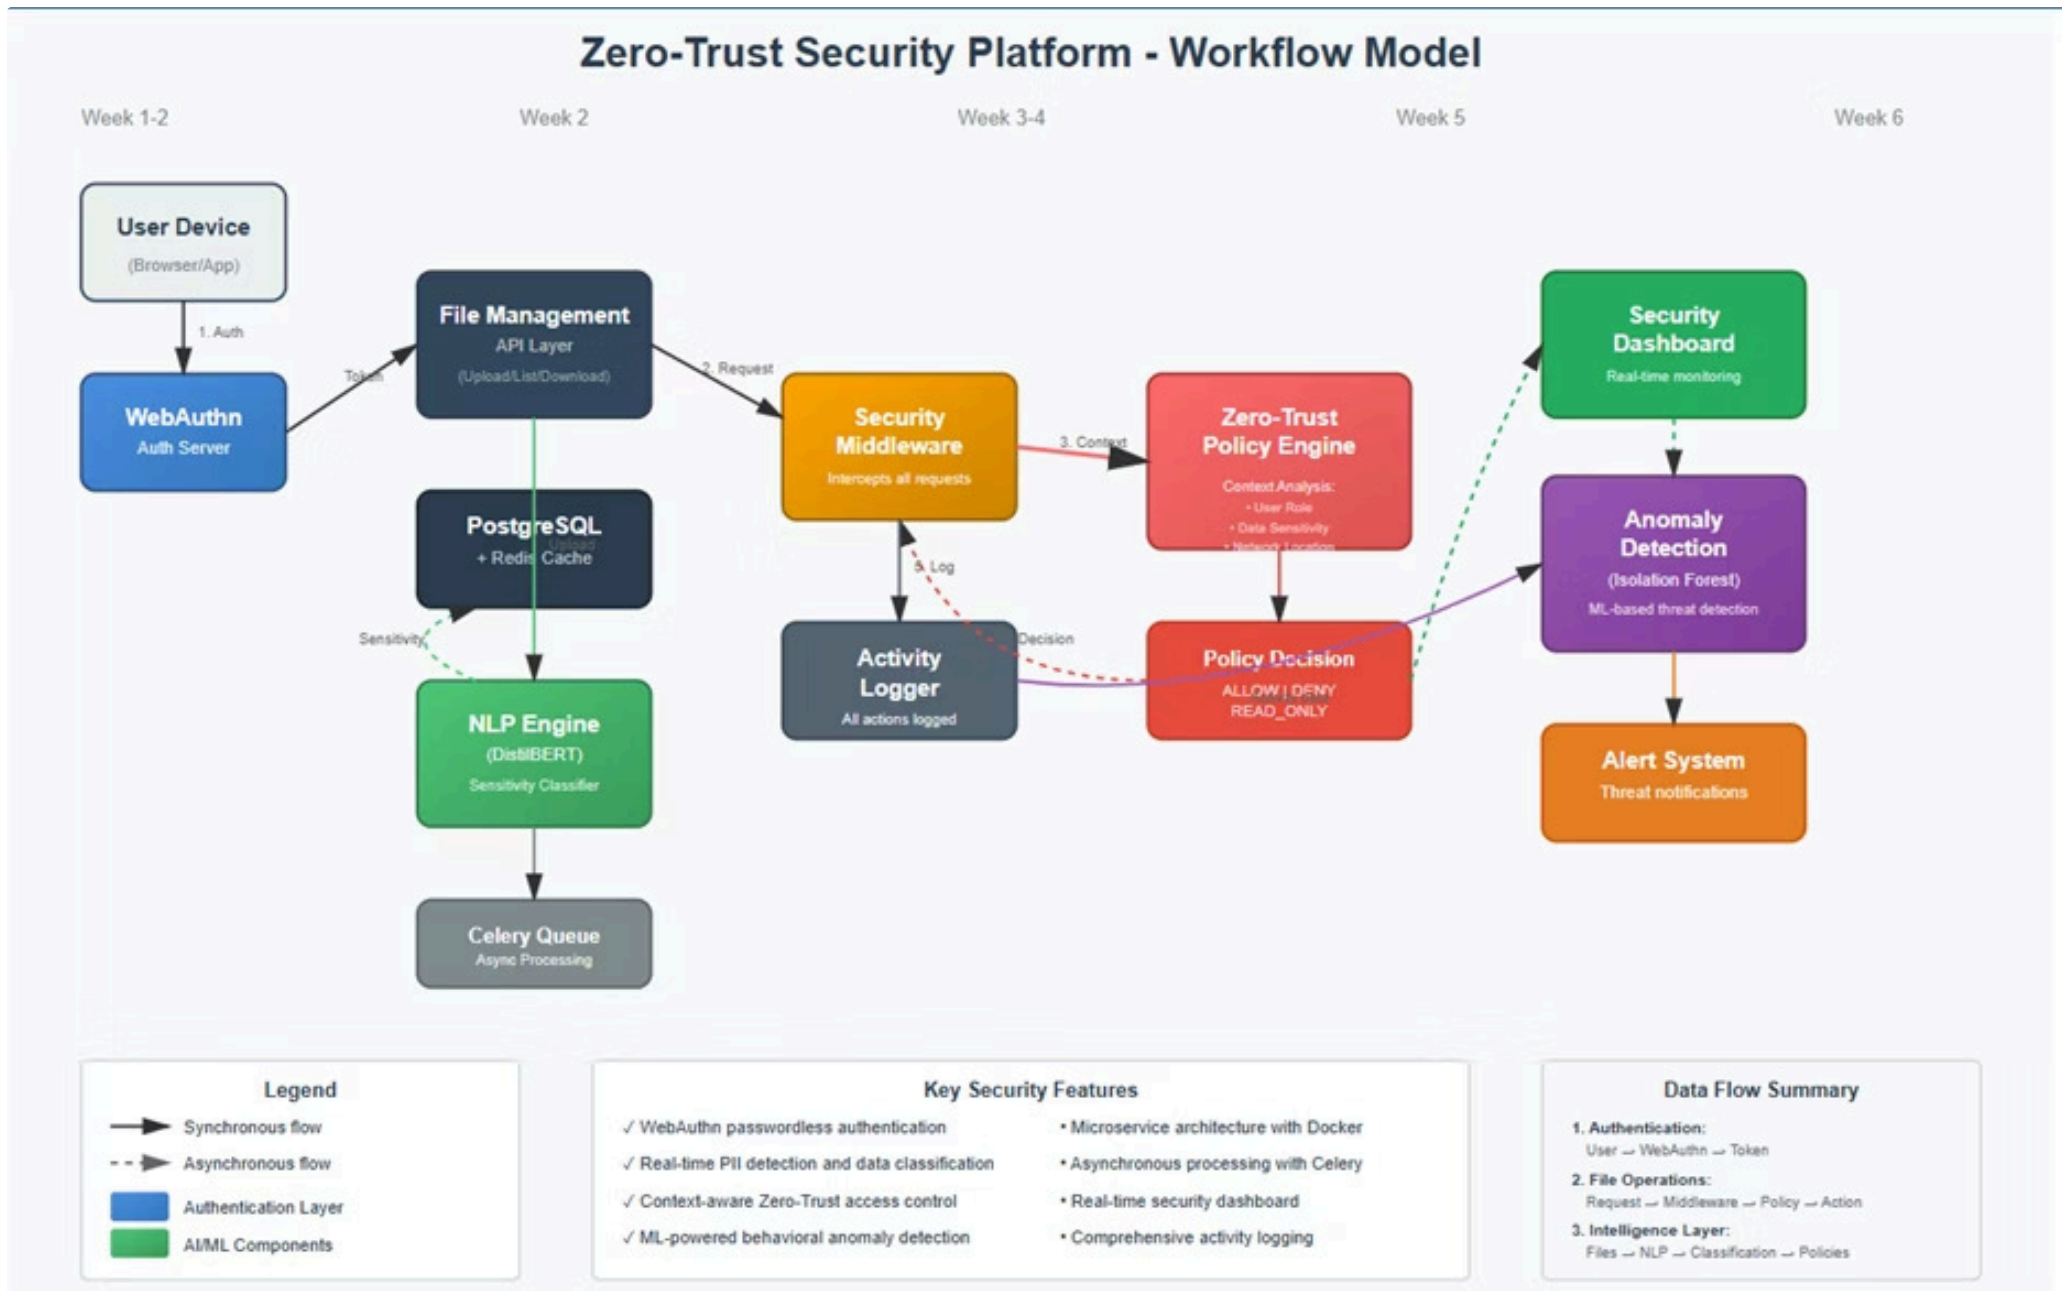 Zero-Trust Security Platform - Workflow Model
Week 1-2
Week 2
Week 3-4
Week 5
Week 6
User Device
(Browser/App)
1. Auth
WebAuthn
Auth Server
Token
File Management
API Layer
(Upload/List/Download)
2. Request
PostgreSQL
Upload
+ Redis Cache
Sensitivity
NLP Engine
(DistilBERT)
Sensitivity Classifier
Celery Queue
Async Processing
Security
Middleware
Intercepts all requests
3. Context
5. Log
Activity
Logger
All actions logged
Decision
Zero-Trust
Policy Engine
Context Analysis:
• User Role
• Data Sensitivity
• Network Location
Policy Decision
ALLOW | DENY
READ_ONLY
Security
Dashboard
Real-time monitoring
Anomaly
Detection
(Isolation Forest)
ML-based threat detection
Alert System
Threat notifications
Legend
Synchronous flow
Asynchronous flow
Authentication Layer
AI/ML Components
Key Security Features
✓ WebAuthn passwordless authentication
✓ Real-time PII detection and data classification
✓ Context-aware Zero-Trust access control
✓ ML-powered behavioral anomaly detection
• Microservice architecture with Docker
• Asynchronous processing with Celery
• Real-time security dashboard
• Comprehensive activity logging
Data Flow Summary
1. Authentication:
User → WebAuthn → Token
2. File Operations:
Request → Middleware → Policy → Action
3. Intelligence Layer:
Files → NLP → Classification → Policies